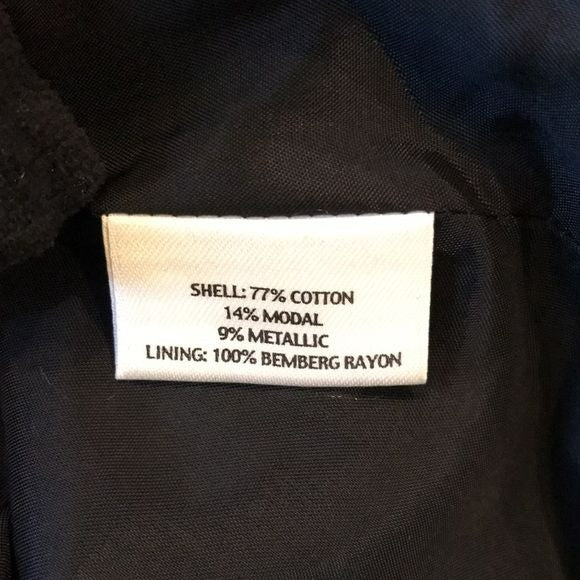 SHELL: 77% COTTON
14% MODAL
9% METALLIC
LINING: 100% BEMBERG RAYON